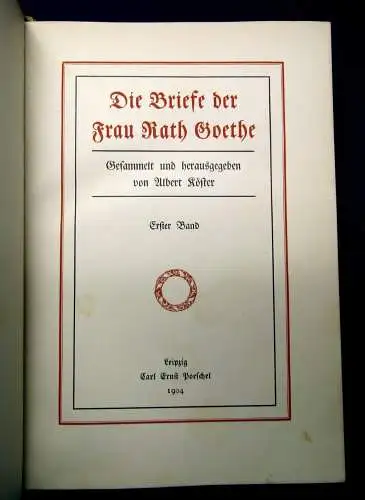 Die Briefe der
Frau Rath Goethe
Gesammelt und herausgegeben
von Albert Köster
Erster Band
Leipzig
Carl Ernst Poeschel
1904